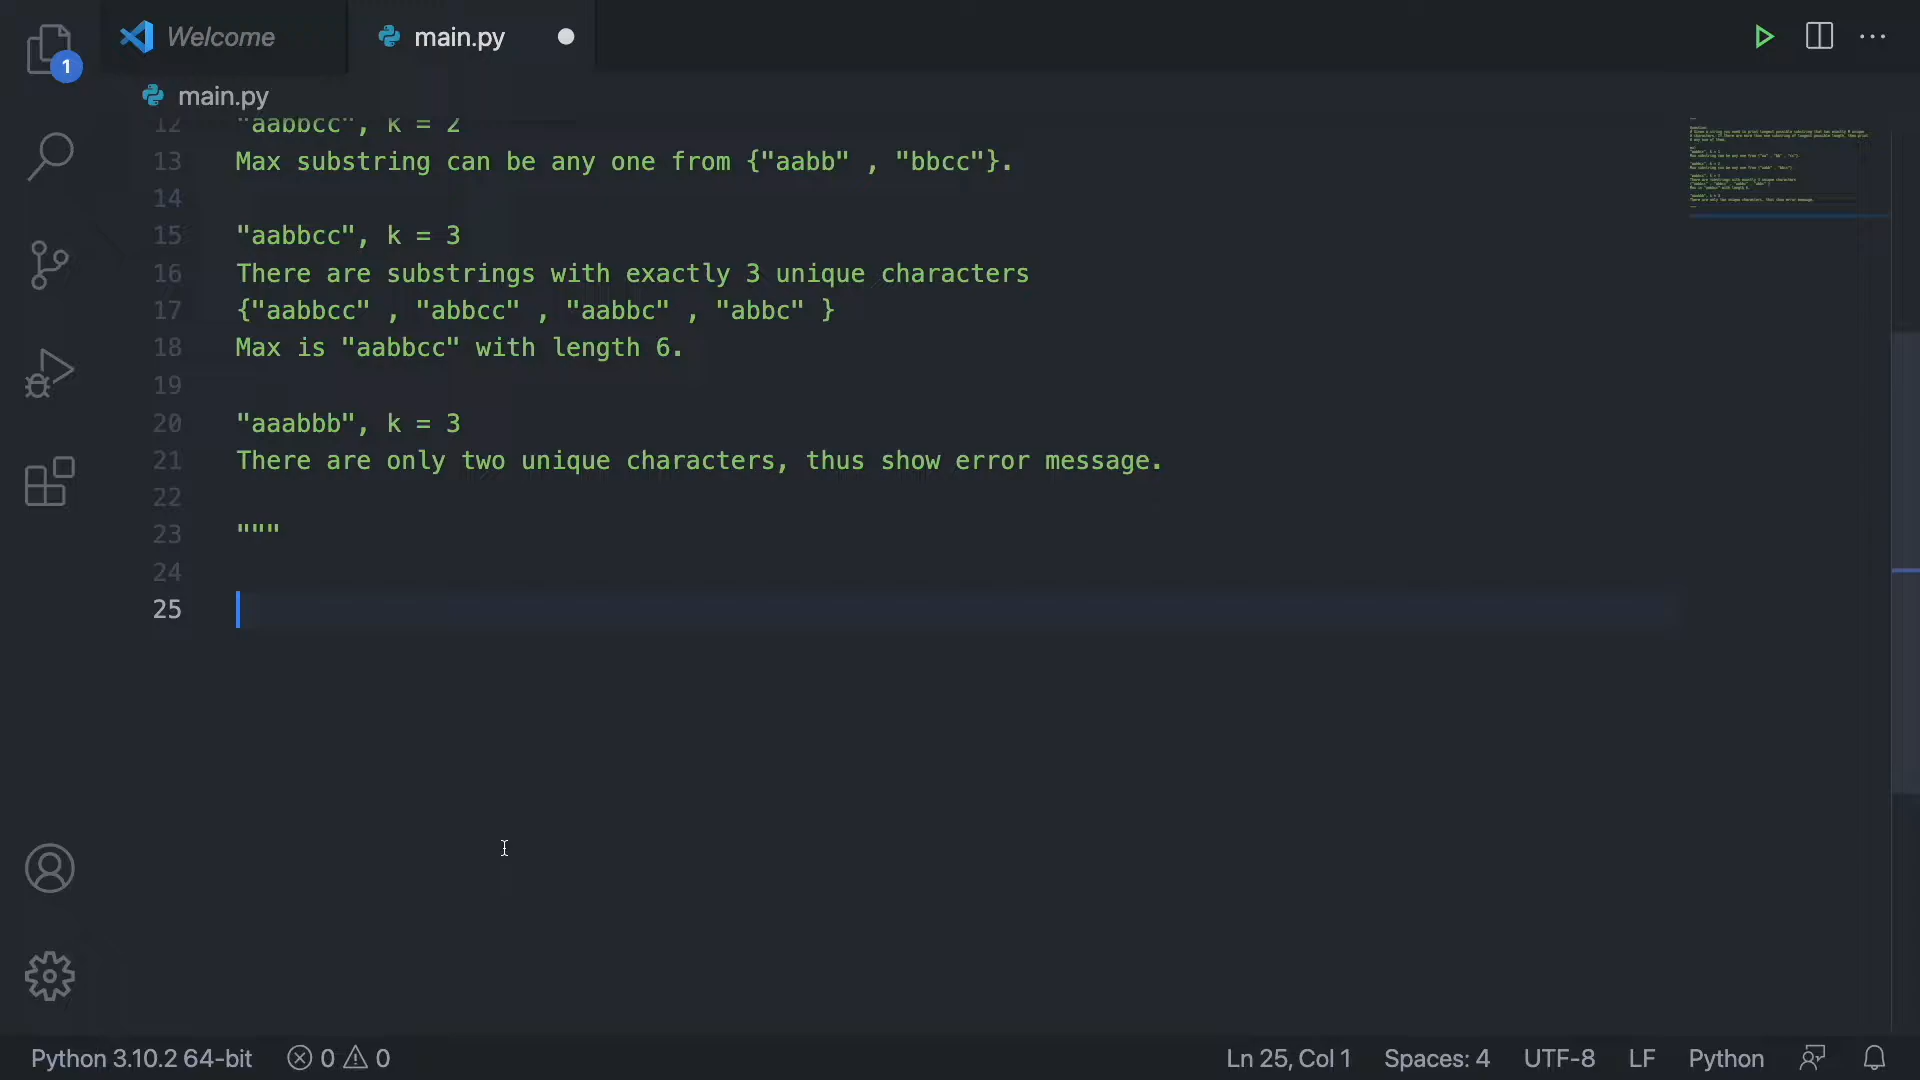 Welcome
main.py
1
main.py
12 "aabbcc", k = 2
13 Max substring can be any one from {"aabb" , "bbcc"}.
14
15 "aabbcc", k = 3
16 There are substrings with exactly 3 unique characters
17 {"aabbcc" , "abbcc" , "aabbc" , "abbc" }
18 Max is "aabbcc" with length 6.
19
20 "aaabbb", k = 3
21 There are only two unique characters, thus show error message.
22
23 """
24
25
Python 3.10.2 64-bit 0 0 Ln 25, Col 1 Spaces: 4 UTF-8 LF Python